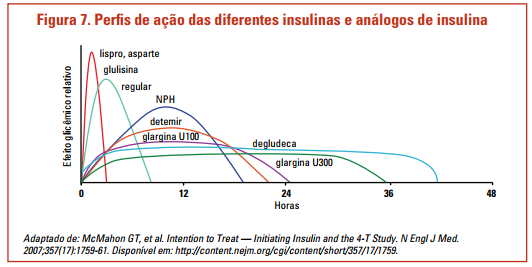 Figura 7. Perfis de ação das diferentes insulinas e análogos de insulina
lispro, asparte
glulisina
regular
NPH
detemir
glargina U100
degludeca
glargina U300
Efeito glicêmico relativo
0 12 24 36 48
Horas
Adaptado de: McMahon GT, et al. Intention to Treat — Initiating Insulin and the 4-T Study. N Engl J Med.
2007;357(17):1759-61. Disponível em: http://content.nejm.org/cgi/content/short/357/17/1759.